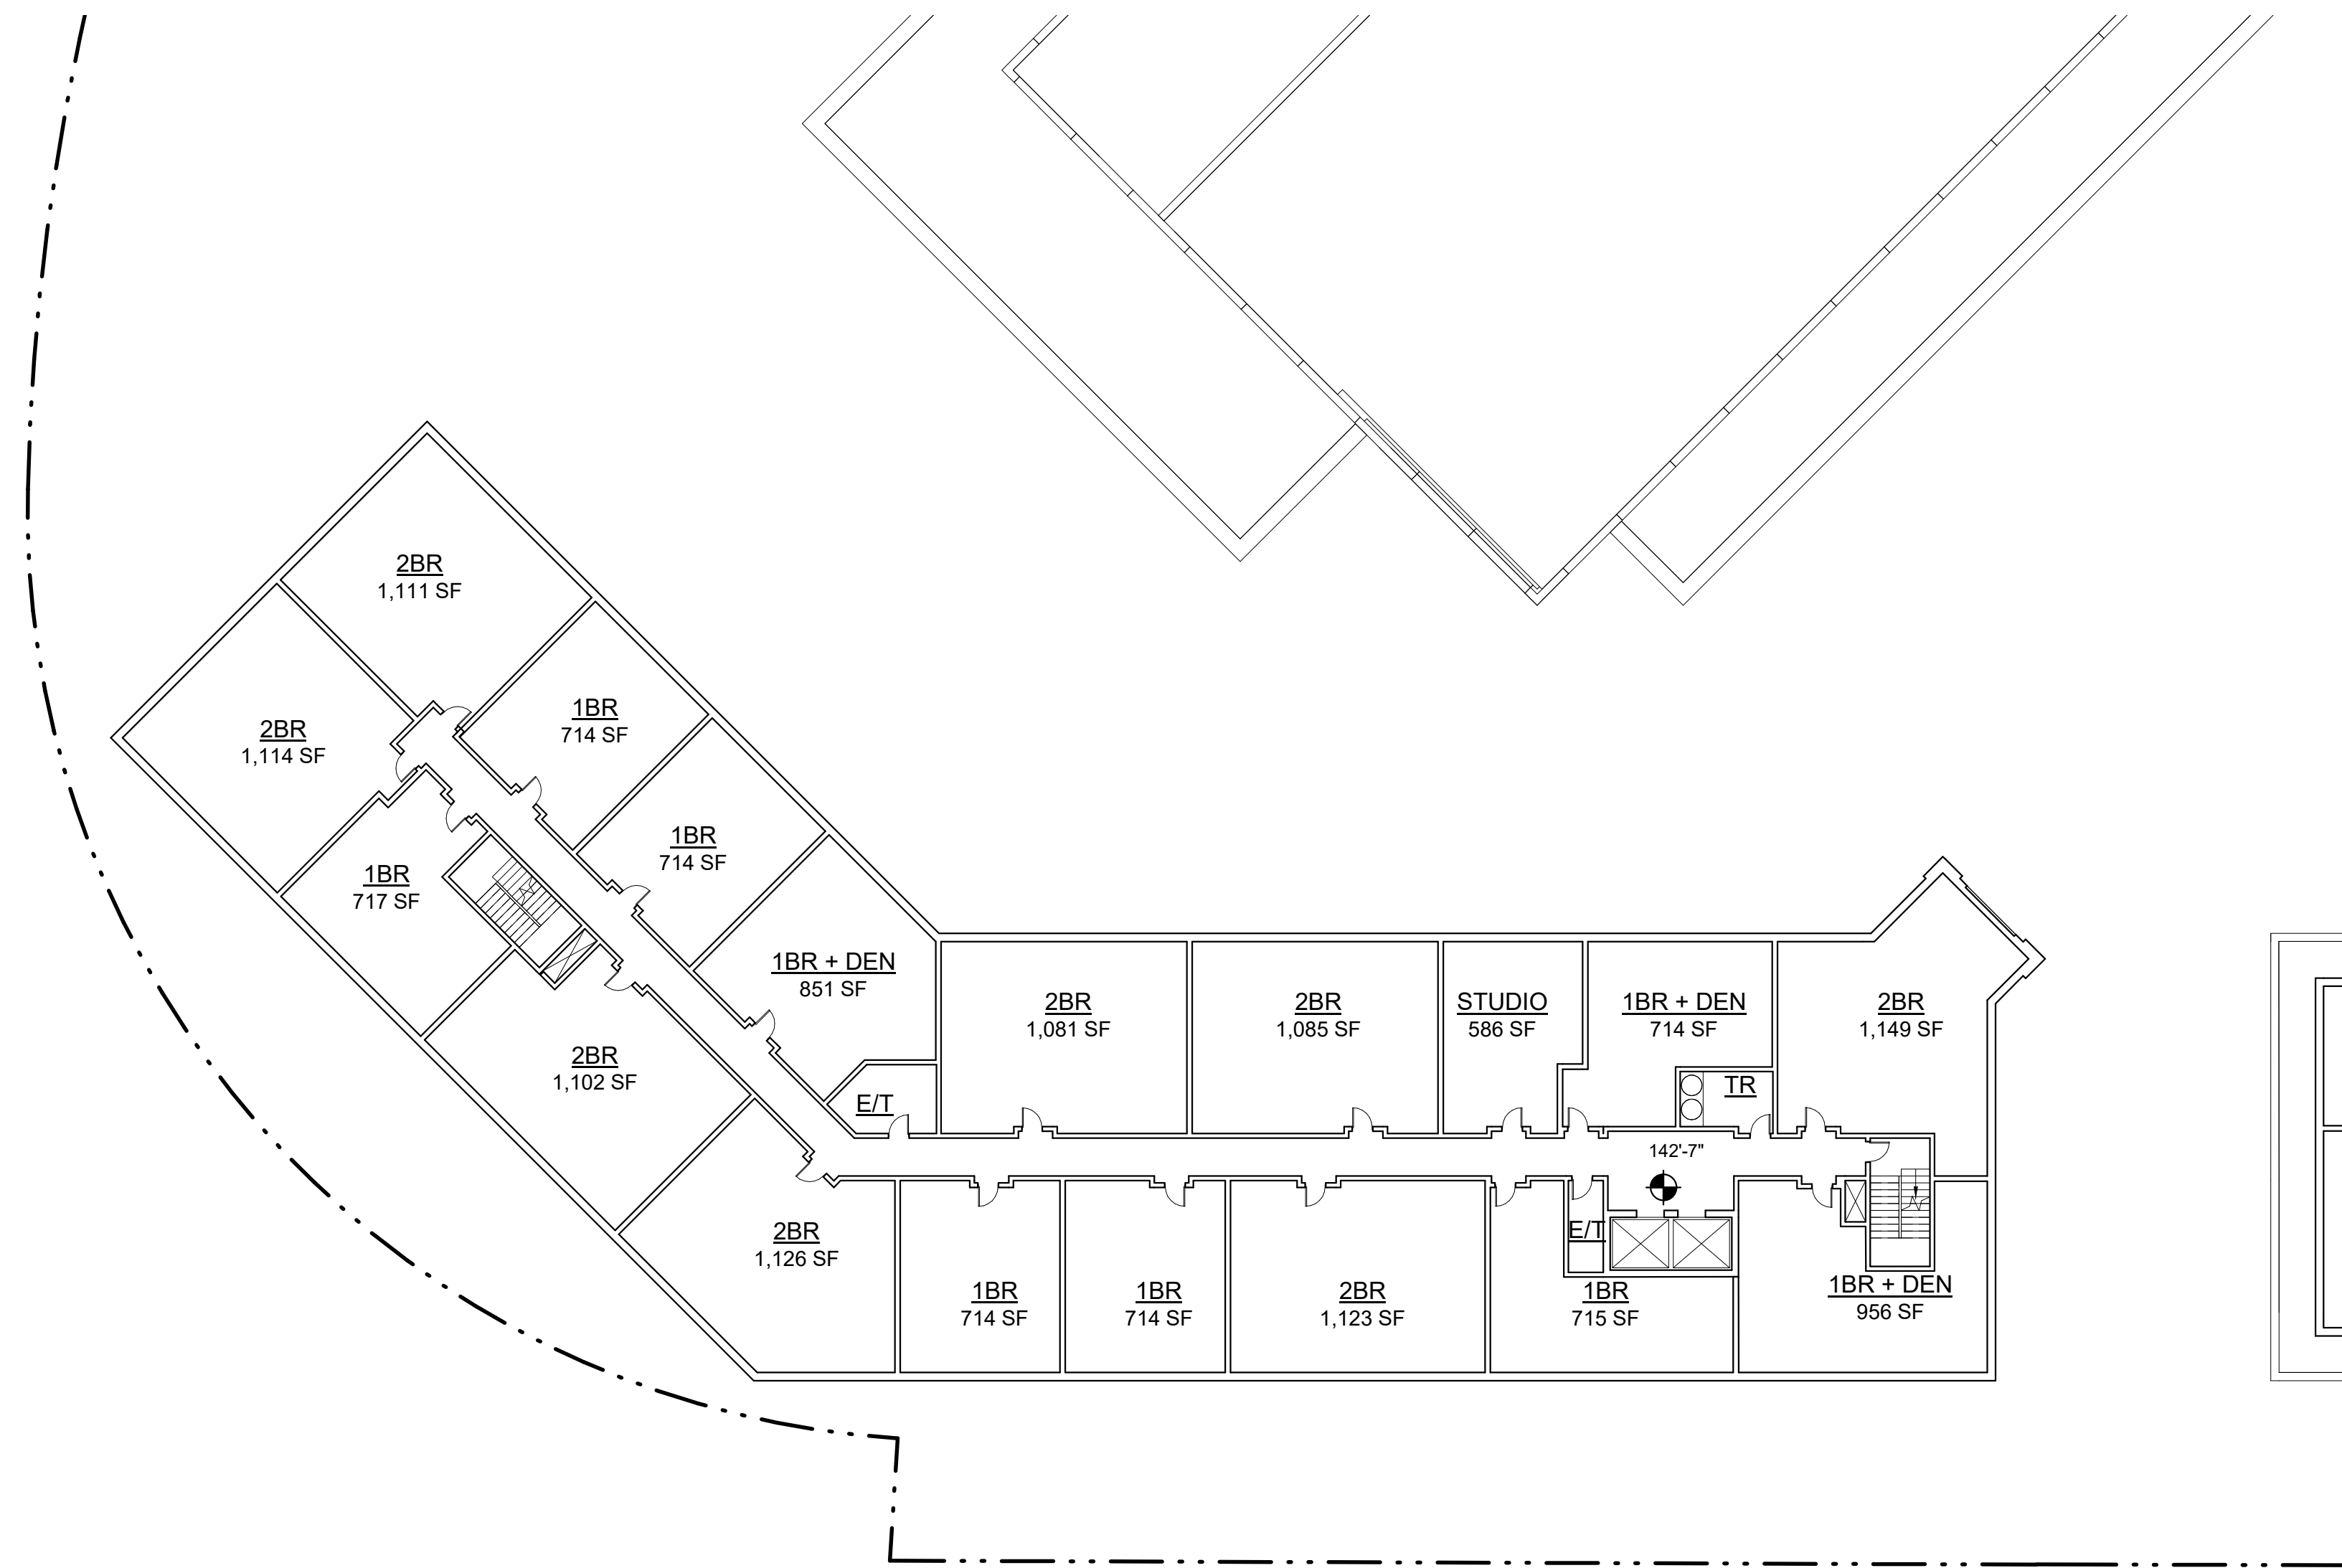 2BR
1,111 SF
2BR
1,114 SF
1BR
714 SF
1BR
714 SF
1BR
717 SF
1BR + DEN
851 SF
2BR
1,102 SF
E/T
2BR
1,081 SF
2BR
1,085 SF
STUDIO
586 SF
1BR + DEN
714 SF
TR
2BR
1,149 SF
142'-7"
2BR
1,126 SF
1BR
714 SF
1BR
714 SF
2BR
1,123 SF
E/T
1BR
715 SF
1BR + DEN
956 SF